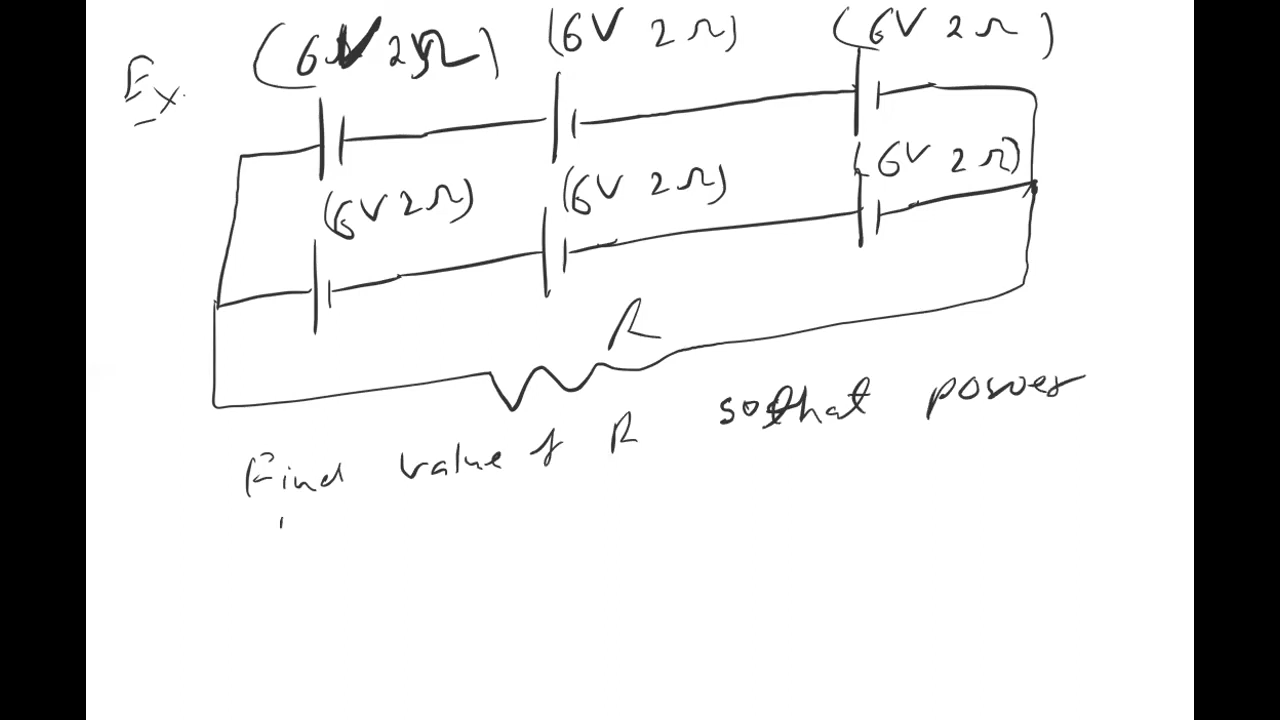 Ex.
(6V 2Ω) (6V 2Ω) (6V 2Ω)
(6V 2Ω) (6V 2Ω) (6V 2Ω)
R
Find value of R so that power